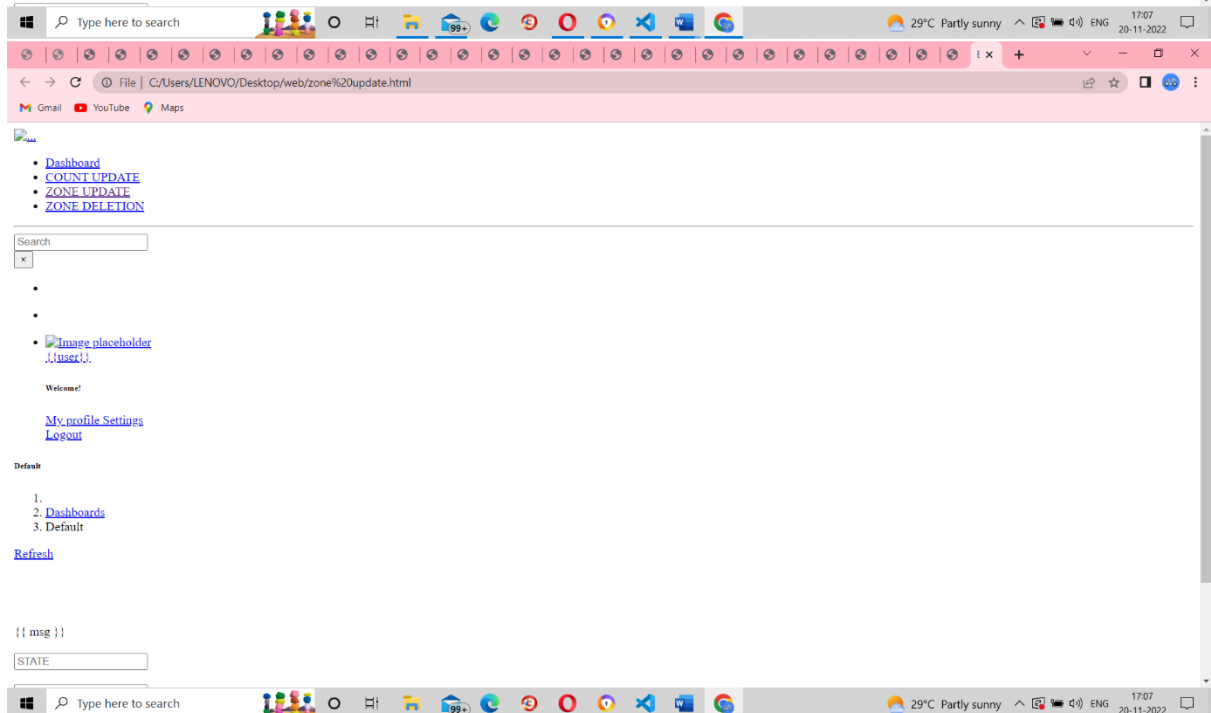 Type here to search
99+
29°C Partly sunny
ENG
17:07
20-11-2022
File | C:/Users/LENOVO/Desktop/web/zone%20update.html
Gmail YouTube Maps
...
Dashboard
COUNT UPDATE
ZONE UPDATE
ZONE DELETION
Search
×
Image placeholder
{{user}}
Welcome!
My profile Settings
Logout
Default
1.
2. Dashboards
3. Default
Refresh
{{ msg }}
STATE
Type here to search
99+
29°C Partly sunny
ENG
17:07
20-11-2022